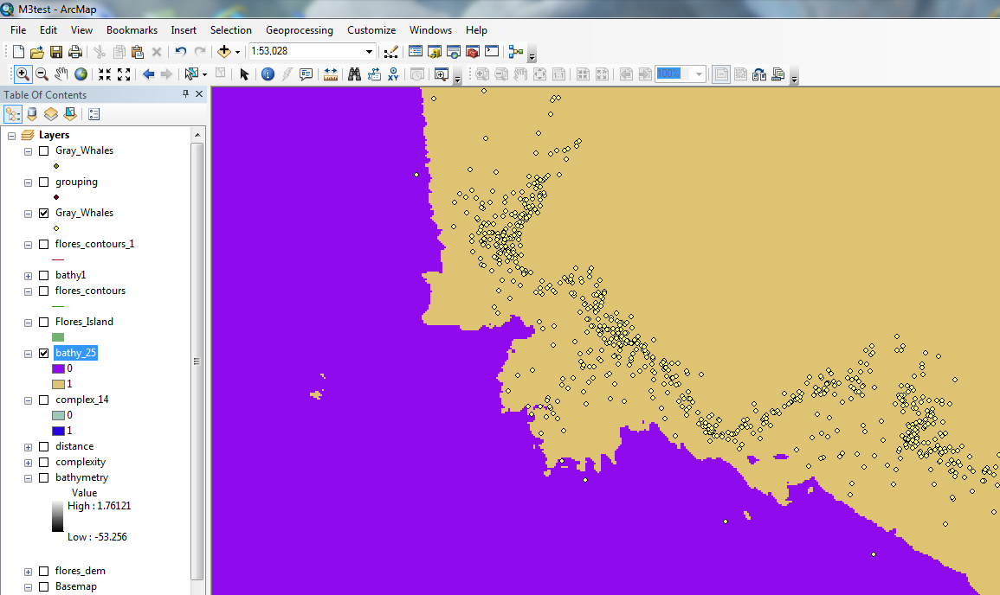 M3test - ArcMap
File Edit View Bookmarks Insert Selection Geoprocessing Customize Windows Help
1:53,028
XY
100%
Table Of Contents
Layers
Gray_Whales
grouping
Gray_Whales
flores_contours_1
bathy1
flores_contours
Flores_Island
bathy_25
0
1
complex_14
0
1
distance
complexity
bathymetry
Value
High : 1.76121
Low : -53.256
flores_dem
Basemap